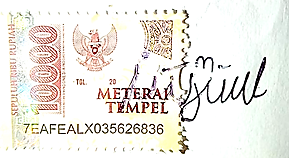 SEPULUH RIBU RUPIAH
10000
TGL. 20
METERAI
TEMPEL
7EAFEALX035626836